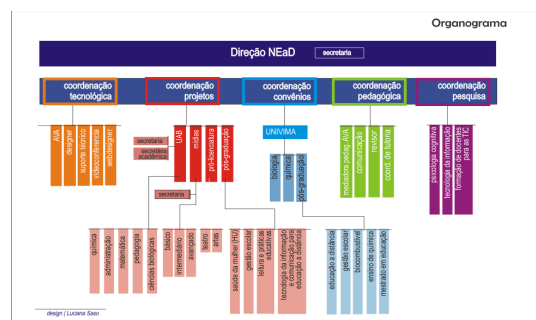 Organograma
Direção NEaD
secretaria
coordenação
tecnológica
coordenação
projetos
coordenação
convênios
coordenação
pedagógica
coordenação
pesquisa
AVA
designer
suporte técnico
videoconferencia
webdesigner
secretaria
secretaria
acadêmica
UAB
mídias
pró-licenciatura
pós-graduação
UNIVIMA
biologia
química
pós-graduação
mediadora pedag. AVA
comunicação
revisor
coord. de tutoria
psicologia cognitiva
tecnologia da informação
formação de docentes
para as TIC
secretaria
química
administração
matemática
pedagogia
ciências biológicas
básico
intermediário
avançado
teatro
artes
saúde da mulher (HU)
gestão escolar
leitura e práticas
educativas
tecnologia da informação
e comunicação para
educação a distância
educação a distância
gestão escolar
biocombustível
ensino de química
mestrado em educação
design | Luciana Saso